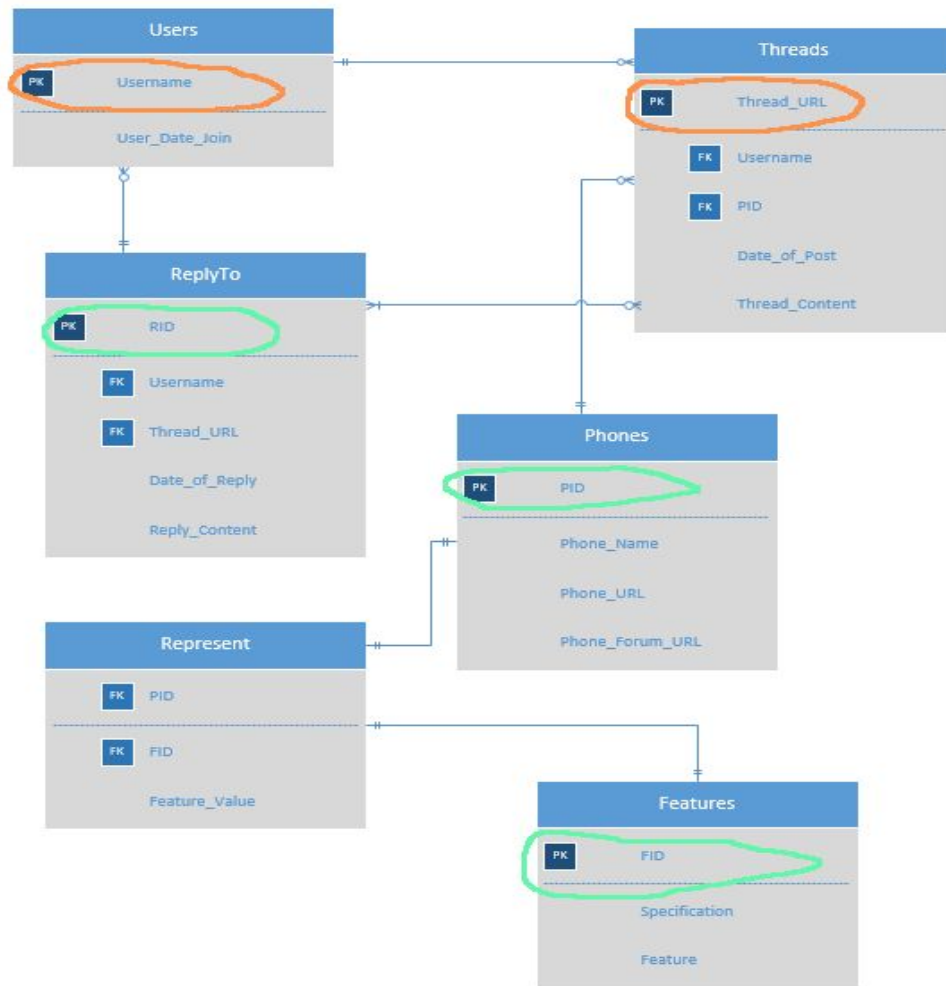 Users
PK Username
User_Date_Join
Threads
PK Thread_URL
FK Username
FK PID
Date_of_Post
Thread_Content
ReplyTo
PK RID
FK Username
FK Thread_URL
Date_of_Reply
Reply_Content
Phones
PK PID
Phone_Name
Phone_URL
Phone_Forum_URL
Represent
FK PID
FK FID
Feature_Value
Features
PK FID
Specification
Feature